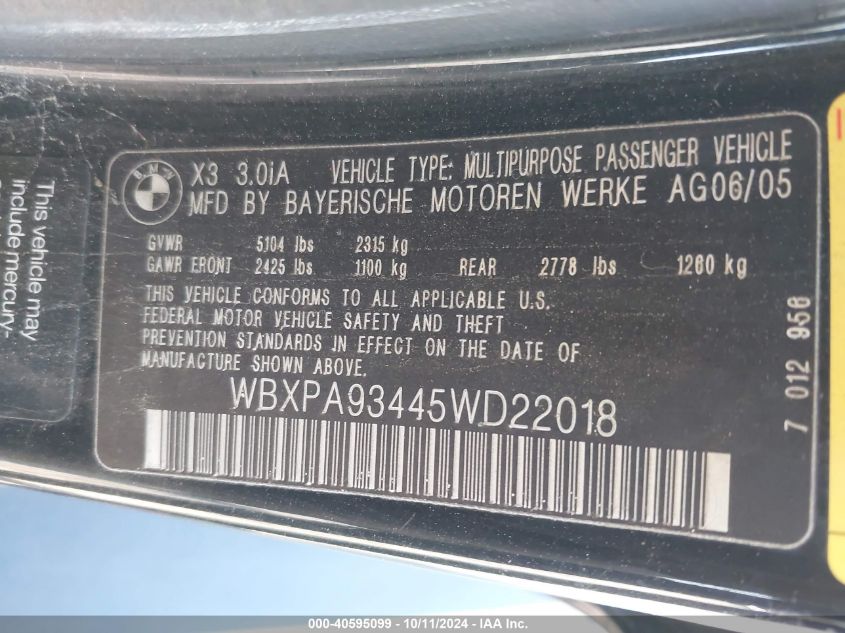 This vehicle may
include mercury-
BMW
X3 3.0iA VEHICLE TYPE: MULTIPURPOSE PASSENGER VEHICLE
MFD BY BAYERISCHE MOTOREN WERKE AG06/05
GVWR 5104 lbs 2315 kg
GAWR FRONT 2425 lbs 1100 kg REAR 2778 lbs 1260 kg
THIS VEHICLE CONFORMS TO ALL APPLICABLE U.S.
FEDERAL MOTOR VEHICLE SAFETY AND THEFT
PREVENTION STANDARDS IN EFFECT ON THE DATE OF
MANUFACTURE SHOWN ABOVE.
WBXPA93445WD22018
7 012 956
000-40595099 - 10/11/2024 - IAA Inc.